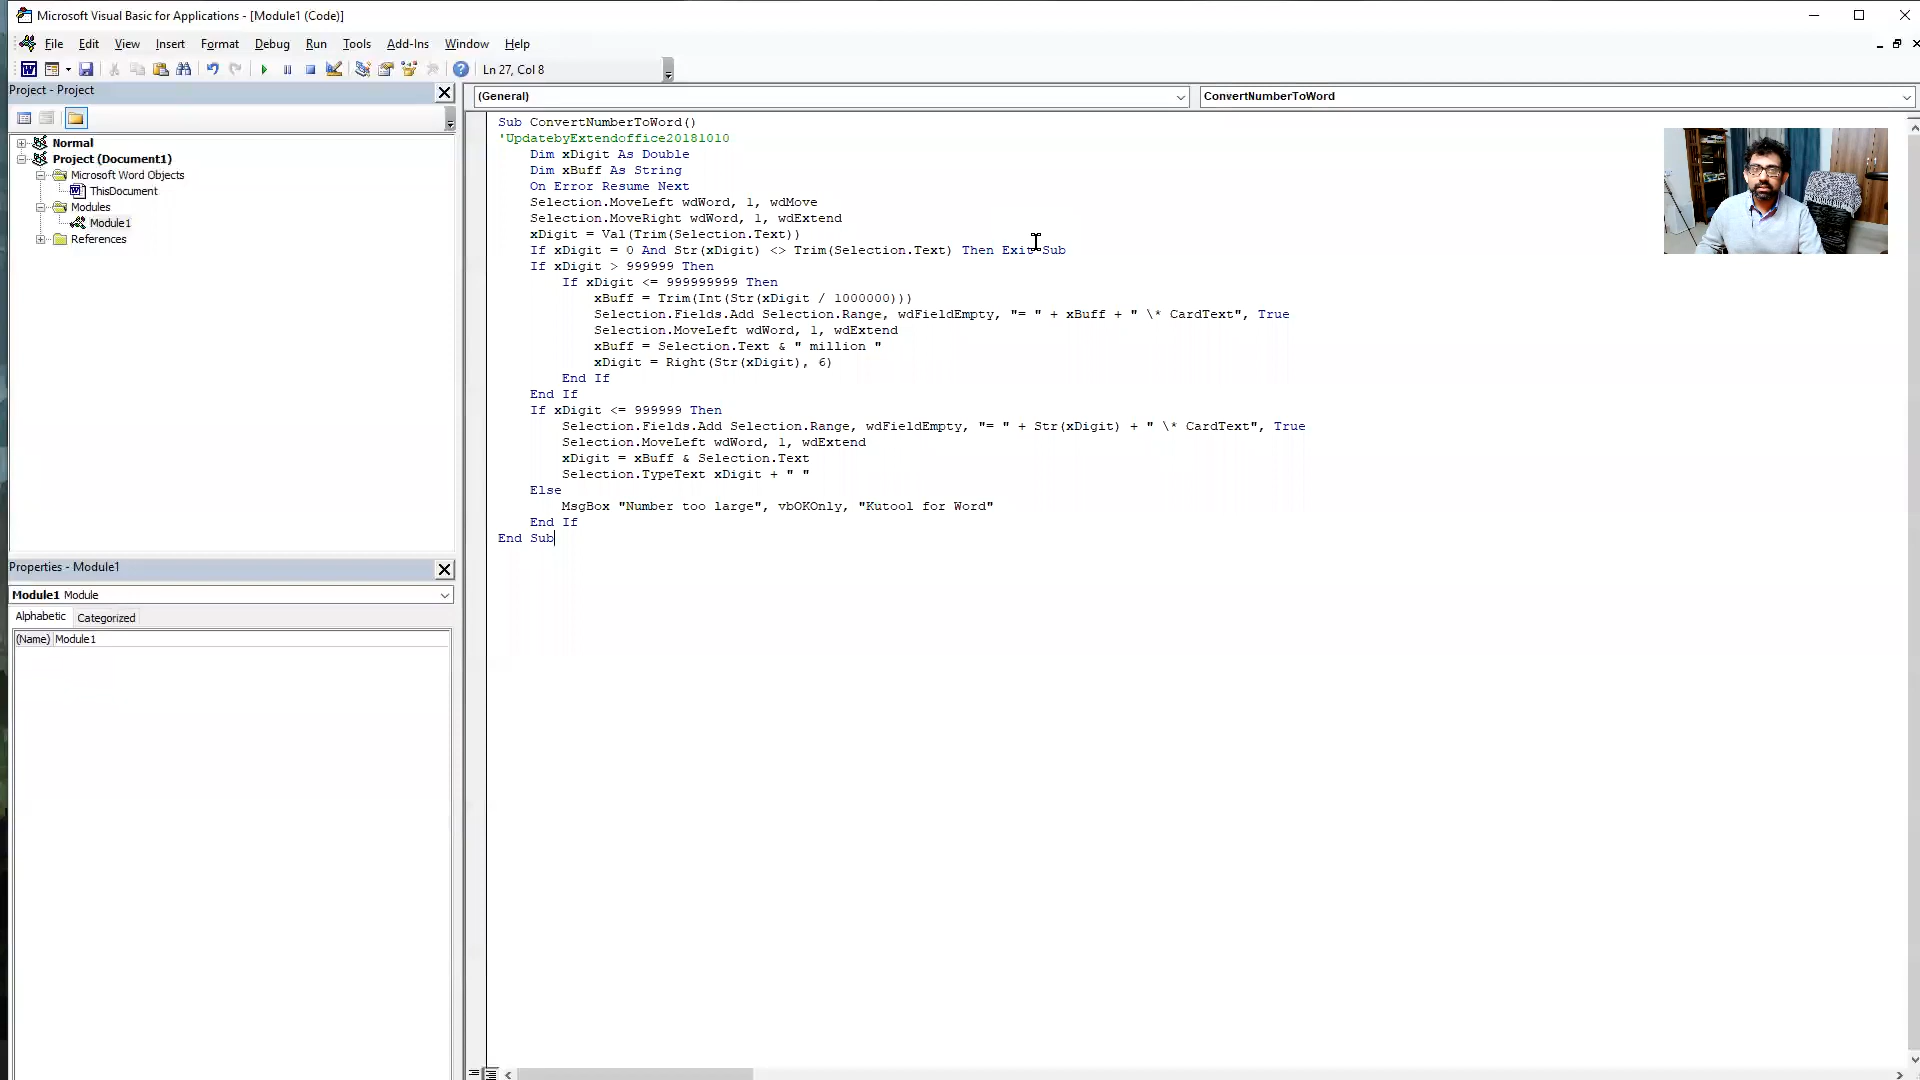 Microsoft Visual Basic for Applications - [Module1 (Code)]
File Edit View Insert Format Debug Run Tools Add-Ins Window Help
Ln 27, Col 8
Project - Project
Normal
Project (Document1)
Microsoft Word Objects
ThisDocument
Modules
Module1
References
Properties - Module1
Module1 Module
Alphabetic Categorized
(Name) Module1
(General) ConvertNumberToWord
Sub ConvertNumberToWord()
'UpdatebyExtendoffice20181010
Dim xDigit As Double
Dim xBuff As String
On Error Resume Next
Selection.MoveLeft wdWord, 1, wdMove
Selection.MoveRight wdWord, 1, wdExtend
xDigit = Val(Trim(Selection.Text))
If xDigit = 0 And Str(xDigit) <> Trim(Selection.Text) Then Exit Sub
If xDigit > 999999 Then
If xDigit <= 999999999 Then
xBuff = Trim(Int(Str(xDigit / 1000000)))
Selection.Fields.Add Selection.Range, wdFieldEmpty, "= " + xBuff + " \* CardText", True
Selection.MoveLeft wdWord, 1, wdExtend
xBuff = Selection.Text & " million "
xDigit = Right(Str(xDigit), 6)
End If
End If
If xDigit <= 999999 Then
Selection.Fields.Add Selection.Range, wdFieldEmpty, "= " + Str(xDigit) + " \* CardText", True
Selection.MoveLeft wdWord, 1, wdExtend
xDigit = xBuff & Selection.Text
Selection.TypeText xDigit + " "
Else
MsgBox "Number too large", vbOKOnly, "Kutool for Word"
End If
End Sub